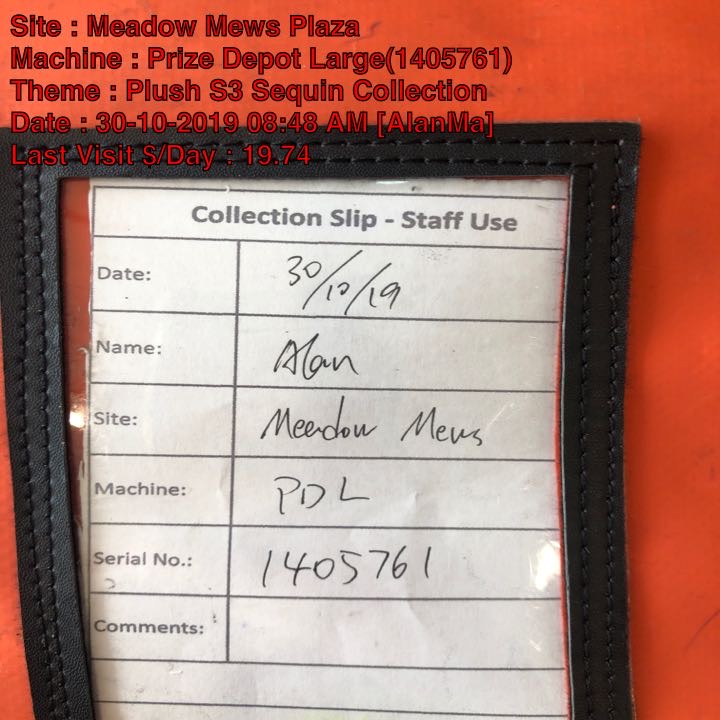 Site : Meadow Mews Plaza
Machine : Prize Depot Large(1405761)
Theme : Plush S3 Sequin Collection
Date : 30-10-2019 08:48 AM [AlanMa]
Last Visit $/Day : 19.74
Collection Slip - Staff Use
Date: 30/10/19
Name: Alan
Site: Meadow Mews
Machine: PDL
Serial No.: 1405761
Comments: